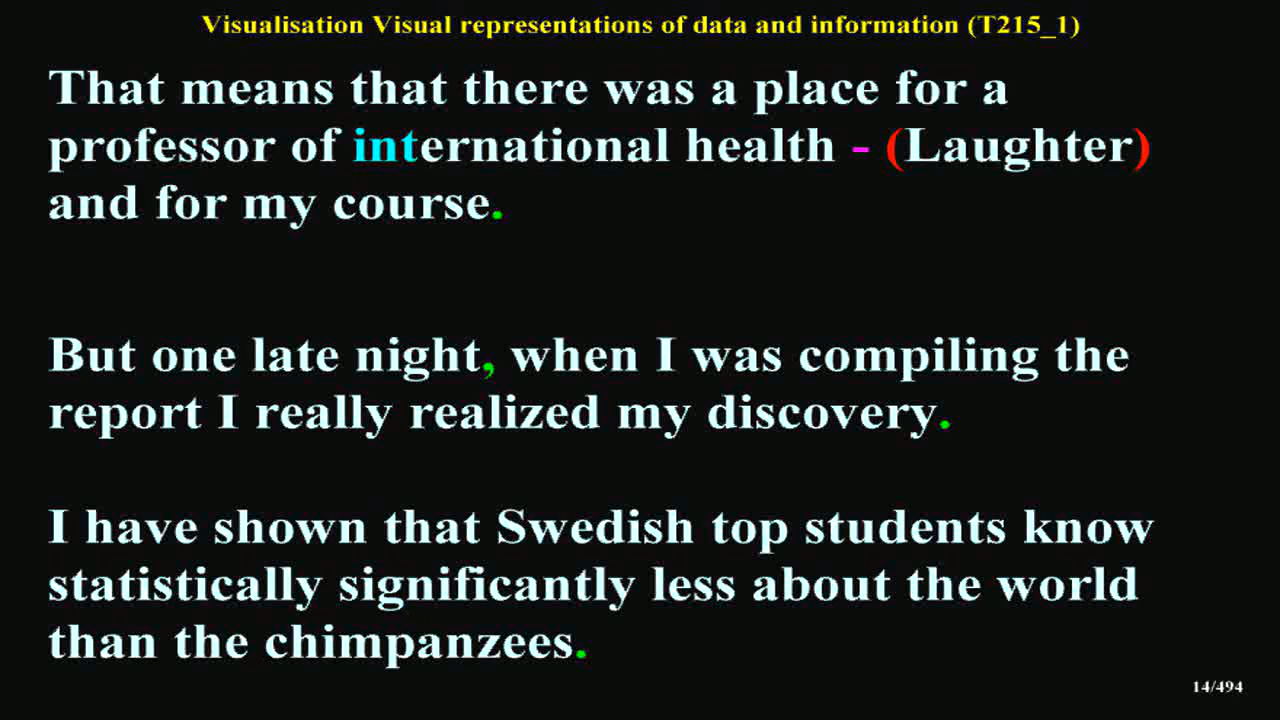 Visualisation Visual representations of data and information (T215_1)
That means that there was a place for a
professor of international health - (Laughter)
and for my course.
But one late night, when I was compiling the
report I really realized my discovery.
I have shown that Swedish top students know
statistically significantly less about the world
than the chimpanzees.
14/494